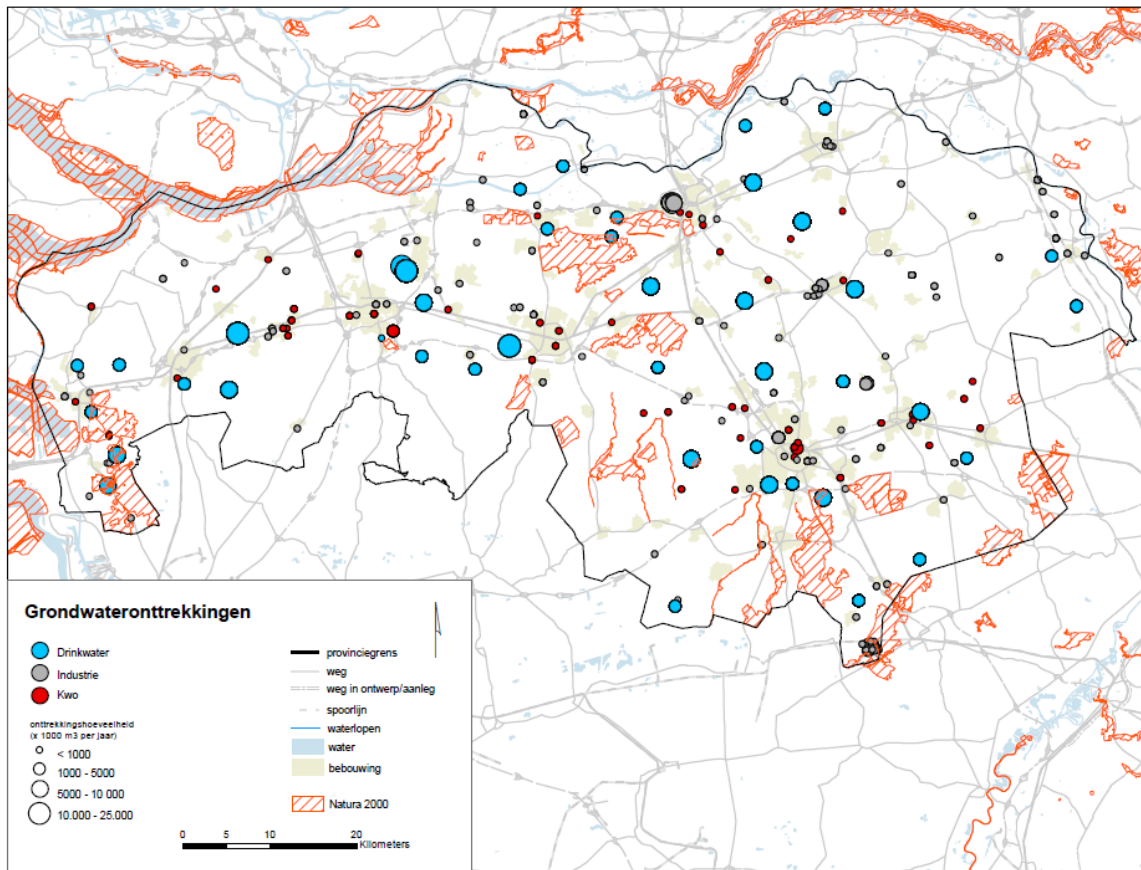 Grondwateronttrekkingen
Drinkwater
Industrie
Kwo
onttrekkingshoeveelheid
(x 1000 m3 per jaar)
< 1000
1000 - 5000
5000 - 10 000
10.000 - 25.000
provinciegrens
weg
weg in ontwerp/aanleg
spoorlijn
waterlopen
water
bebouwing
Natura 2000
0 5 10 20
Kilometers